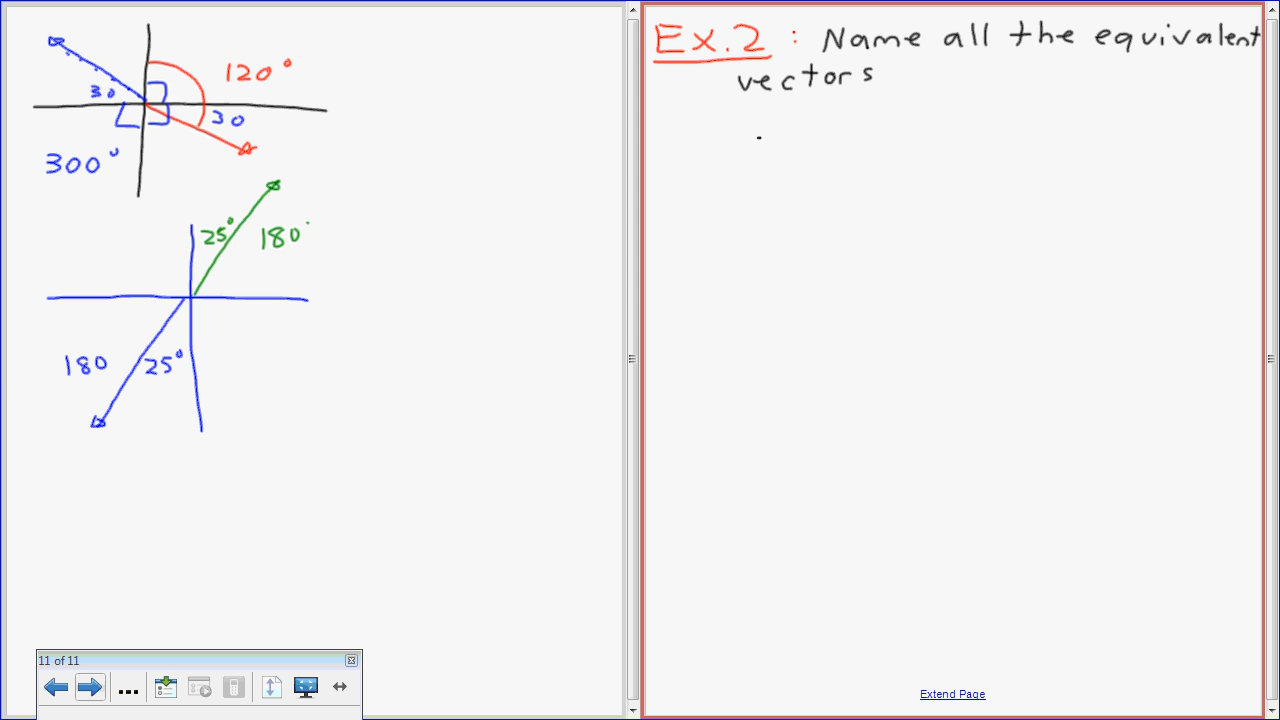 120°
30
30
300°
25°
180°
180
25°
Ex.2 : Name all the equivalent
vectors
.
11 of 11
...
Extend Page